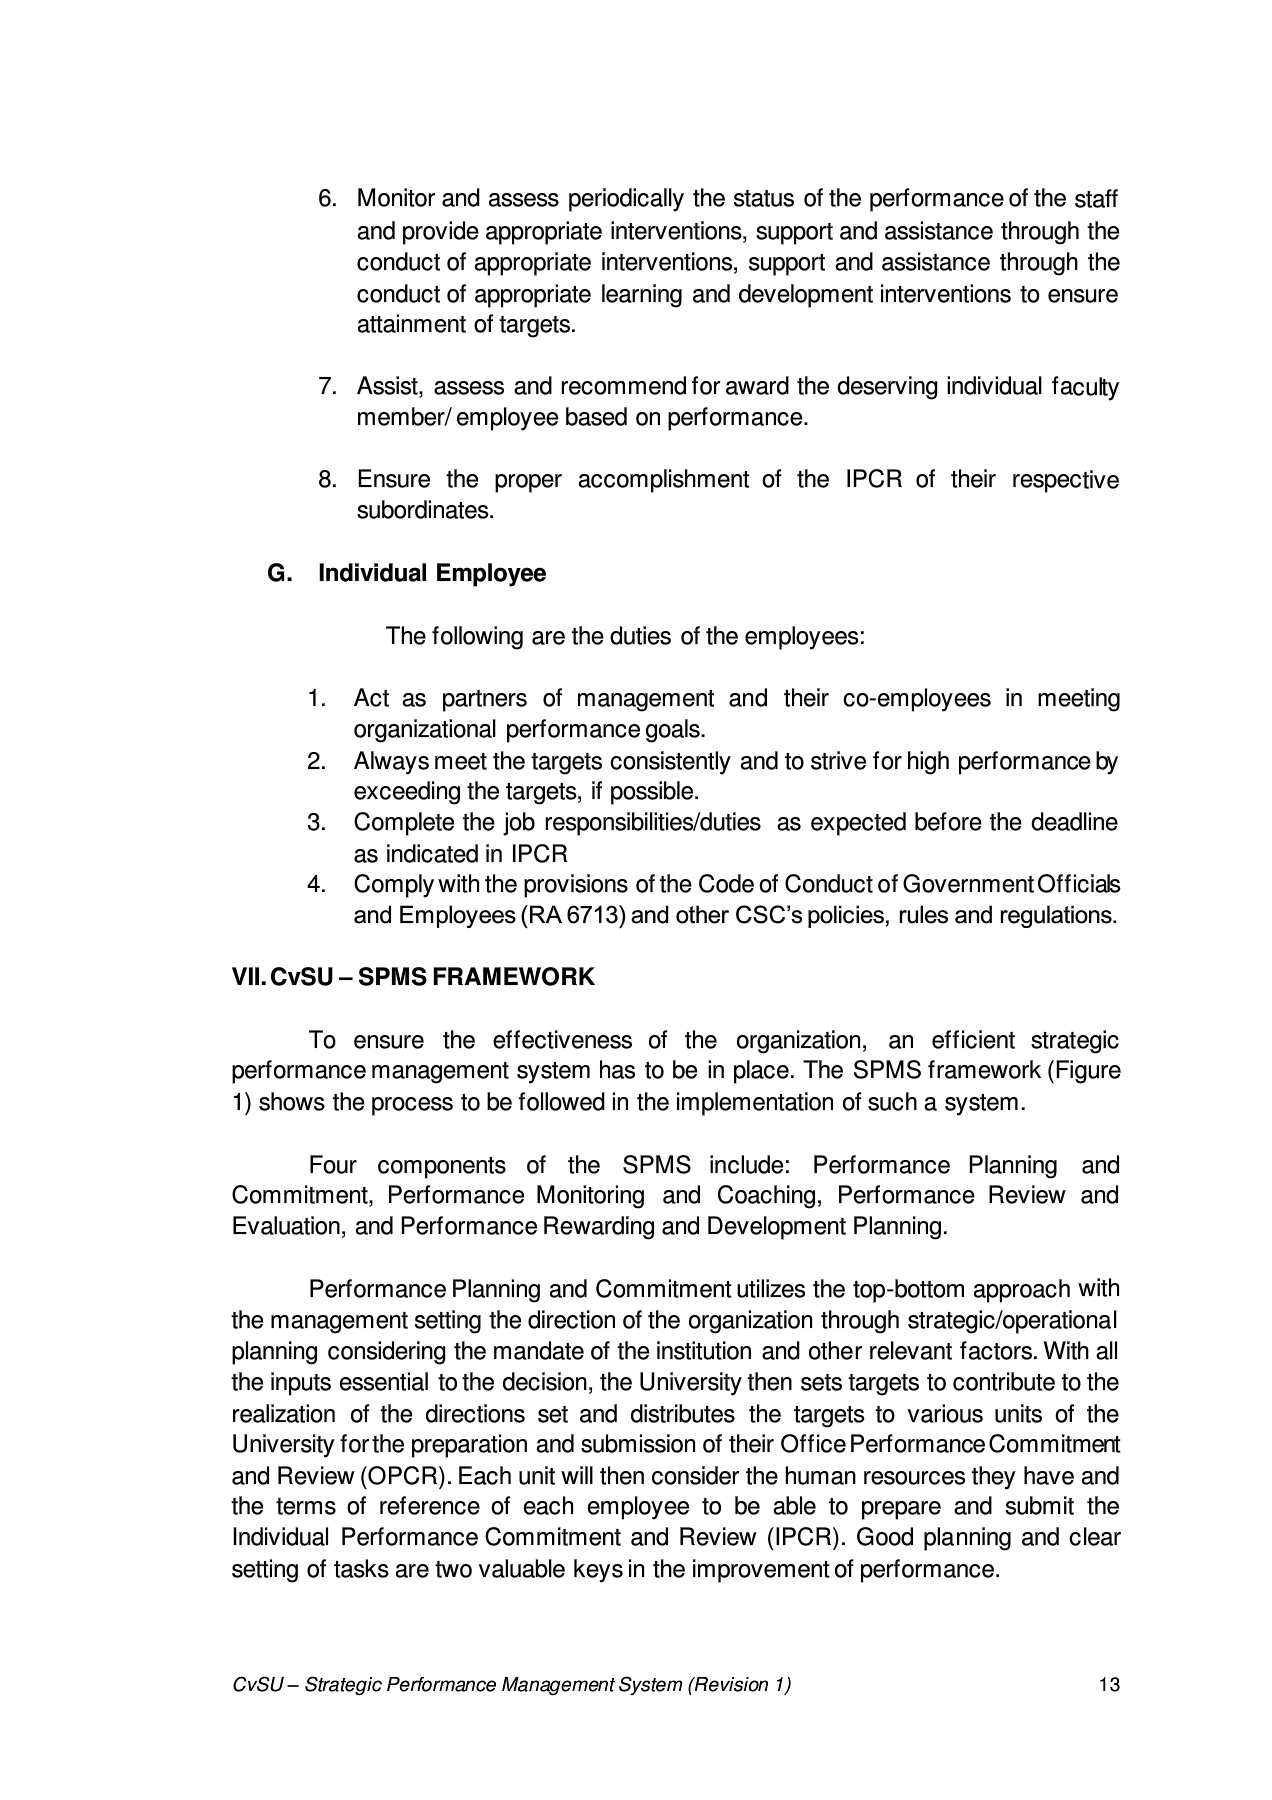 6. Monitor and assess periodically the status of the performance of the staff
and provide appropriate interventions, support and assistance through the
conduct of appropriate interventions, support and assistance through the
conduct of appropriate learning and development interventions to ensure
attainment of targets.
7. Assist, assess and recommend for award the deserving individual faculty
member/ employee based on performance.
8. Ensure the proper accomplishment of the IPCR of their respective
subordinates.
G. Individual Employee
The following are the duties of the employees:
1. Act as partners of management and their co-employees in meeting
organizational performance goals.
2. Always meet the targets consistently and to strive for high performance by
exceeding the targets, if possible.
3. Complete the job responsibilities/duties as expected before the deadline
as indicated in IPCR
4. Comply with the provisions of the Code of Conduct of Government Officials
and Employees (RA 6713) and other CSC’s policies, rules and regulations.
VII. CvSU – SPMS FRAMEWORK
To ensure the effectiveness of the organization, an efficient strategic
performance management system has to be in place. The SPMS framework (Figure
1) shows the process to be followed in the implementation of such a system.
Four components of the SPMS include: Performance Planning and
Commitment, Performance Monitoring and Coaching, Performance Review and
Evaluation, and Performance Rewarding and Development Planning.
Performance Planning and Commitment utilizes the top-bottom approach with
the management setting the direction of the organization through strategic/operational
planning considering the mandate of the institution and other relevant factors. With all
the inputs essential to the decision, the University then sets targets to contribute to the
realization of the directions set and distributes the targets to various units of the
University for the preparation and submission of their Office Performance Commitment
and Review (OPCR). Each unit will then consider the human resources they have and
the terms of reference of each employee to be able to prepare and submit the
Individual Performance Commitment and Review (IPCR). Good planning and clear
setting of tasks are two valuable keys in the improvement of performance.
CvSU – Strategic Performance Management System (Revision 1) 13